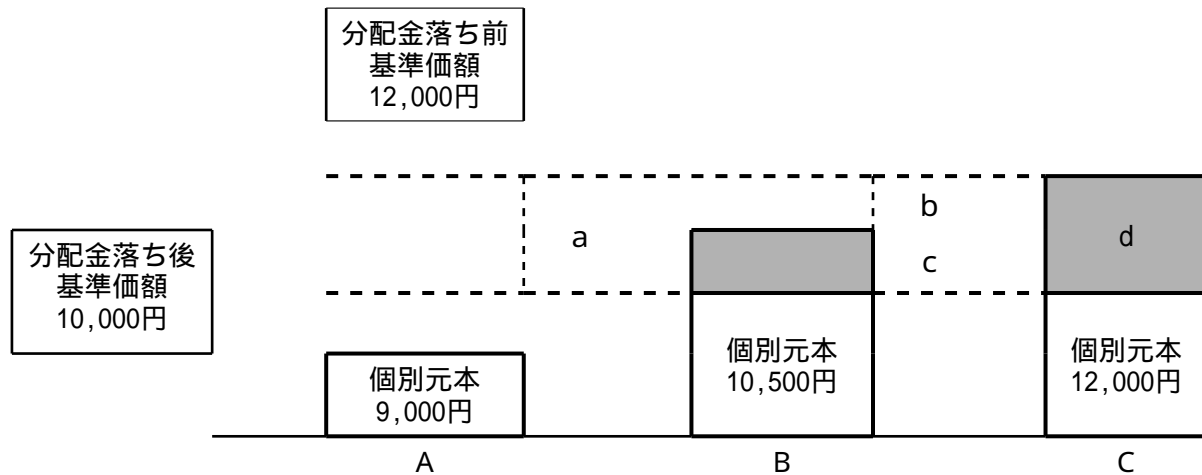 分配金落ち前
基準価額
12,000円
分配金落ち後
基準価額
10,000円
a
b
c
d
個別元本
9,000円
個別元本
10,500円
個別元本
12,000円
A
B
C